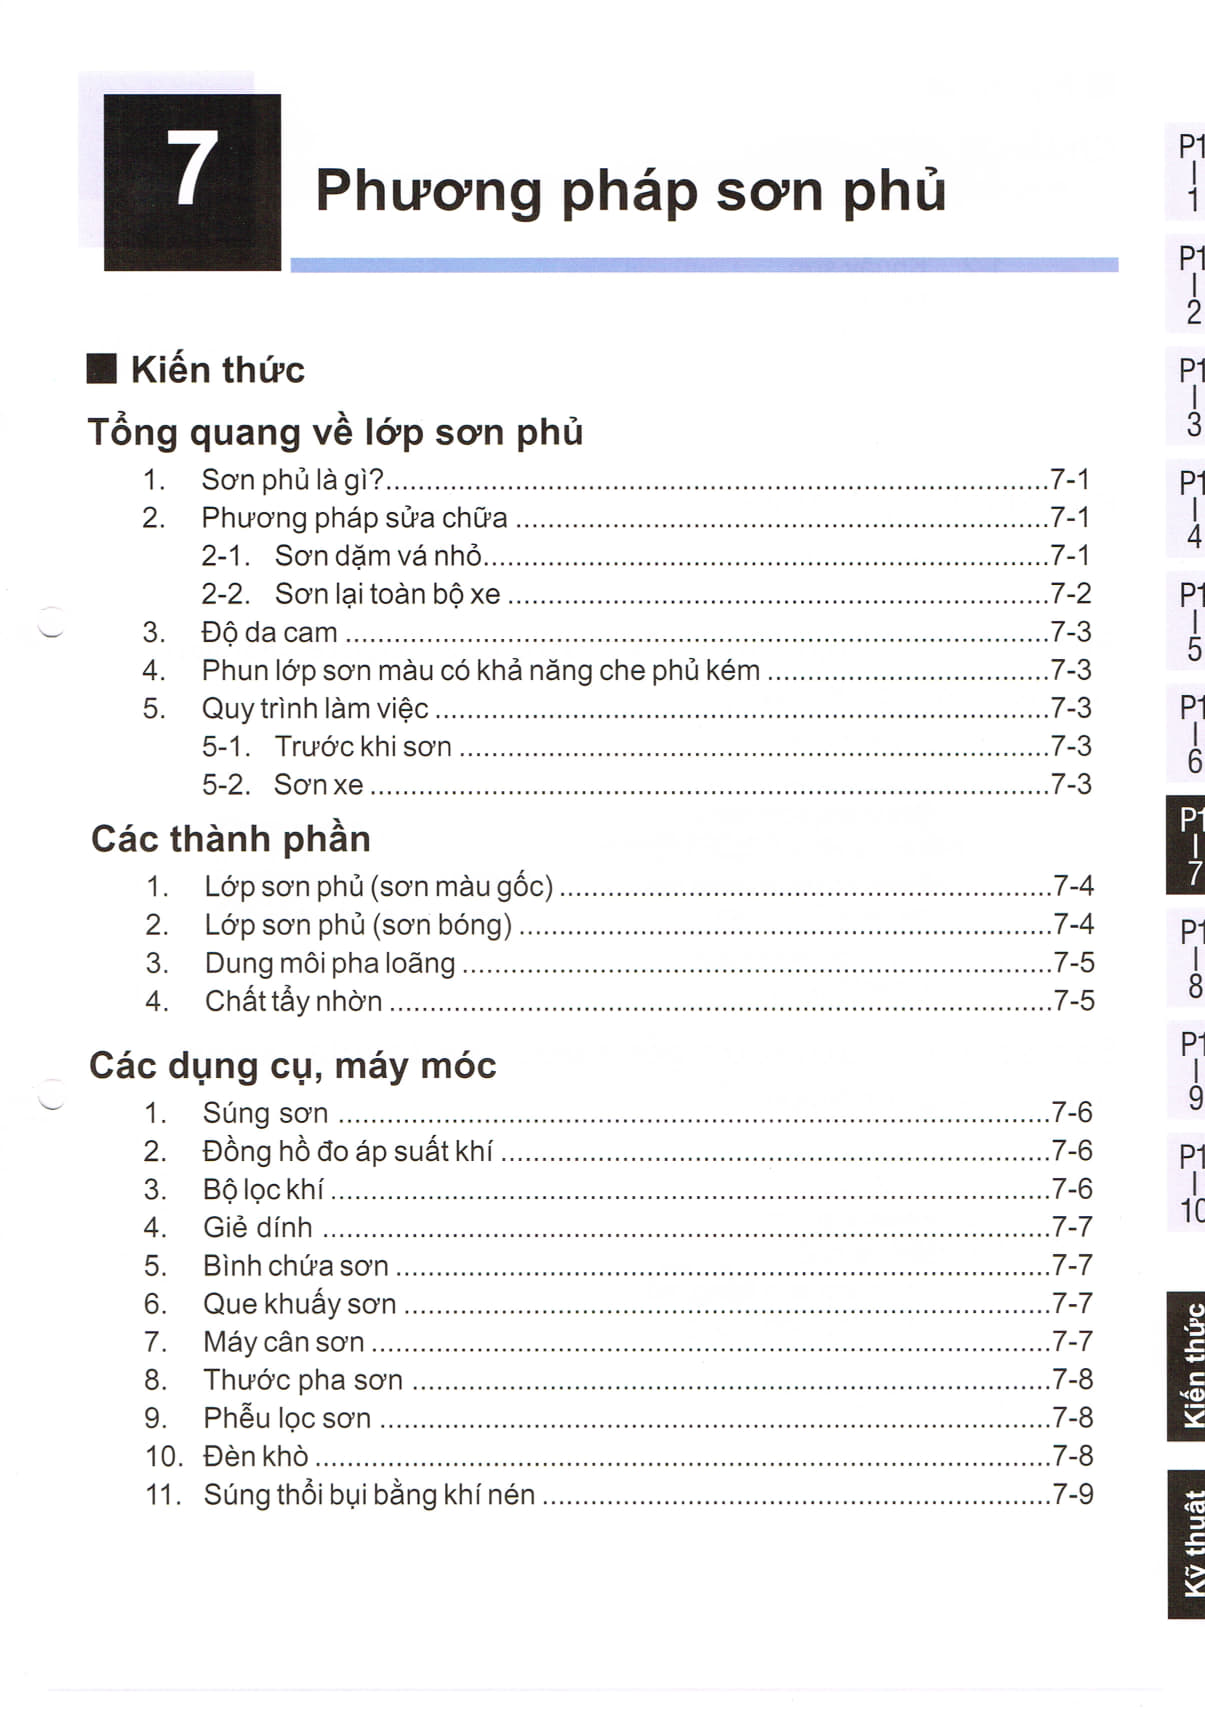 7
Phương pháp sơn phủ
■ Kiến thức
Tổng quang về lớp sơn phủ
1. Sơn phủ là gì?..........7-1
2. Phương pháp sửa chữa ..........7-1
2-1. Sơn dặm vá nhỏ..........7-1
2-2. Sơn lại toàn bộ xe ..........7-2
3. Độ da cam ..........7-3
4. Phun lớp sơn màu có khả năng che phủ kém ..........7-3
5. Quy trình làm việc ..........7-3
5-1. Trước khi sơn ..........7-3
5-2. Sơn xe ..........7-3
Các thành phần
1. Lớp sơn phủ (sơn màu gốc) ..........7-4
2. Lớp sơn phủ (sơn bóng) ..........7-4
3. Dung môi pha loãng ..........7-5
4. Chất tẩy nhờn ..........7-5
Các dụng cụ, máy móc
1. Súng sơn ..........7-6
2. Đồng hồ đo áp suất khí ..........7-6
3. Bộ lọc khí ..........7-6
4. Giẻ dính ..........7-7
5. Bình chứa sơn ..........7-7
6. Que khuấy sơn ..........7-7
7. Máy cân sơn ..........7-7
8. Thước pha sơn ..........7-8
9. Phễu lọc sơn ..........7-8
10. Đèn khò ..........7-8
11. Súng thổi bụi bằng khí nén ..........7-9
P1
|
1
P1
|
2
P1
|
3
P1
|
4
P1
|
5
P1
|
6
P1
|
7
P1
|
8
P1
|
9
P1
|
10
Kiến thức
Kỹ thuật